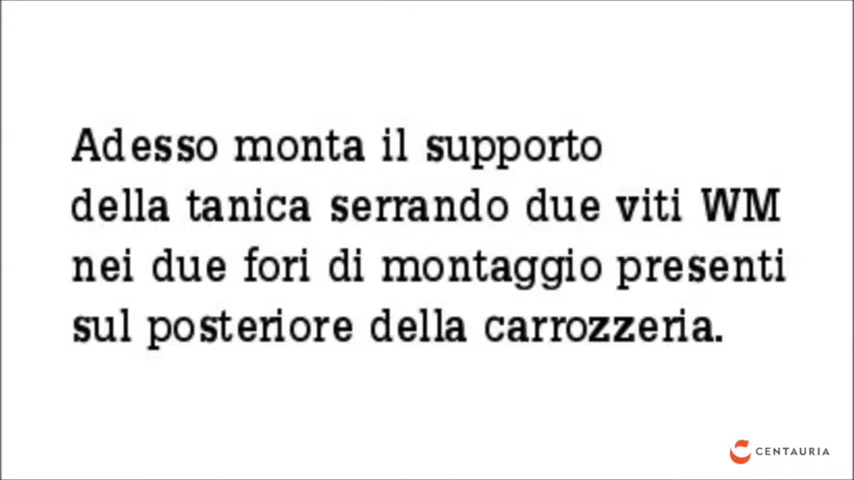 Adesso monta il supporto
della tanica serrando due viti WM
nei due fori di montaggio presenti
sul posteriore della carrozzeria.
CENTAURIA